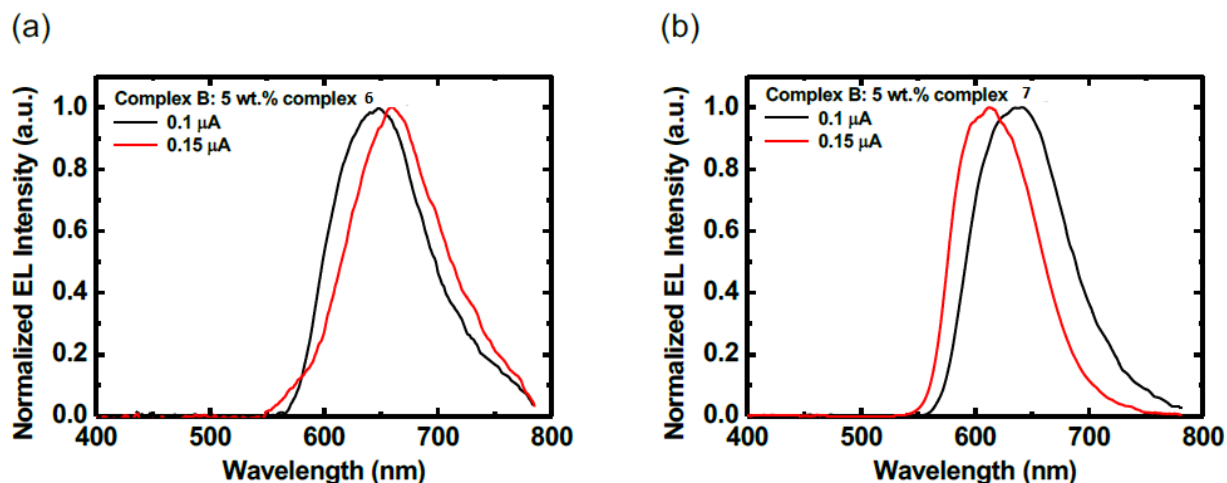 (a)
Complex B: 5 wt.% complex 6
0.1 μA
0.15 μA
Normalized EL Intensity (a.u.)
1.0
0.8
0.6
0.4
0.2
0.0
400 500 600 700 800
Wavelength (nm)
(b)
Complex B: 5 wt.% complex 7
0.1 μA
0.15 μA
Normalized EL Intensity (a.u.)
1.0
0.8
0.6
0.4
0.2
0.0
400 500 600 700 800
Wavelength (nm)